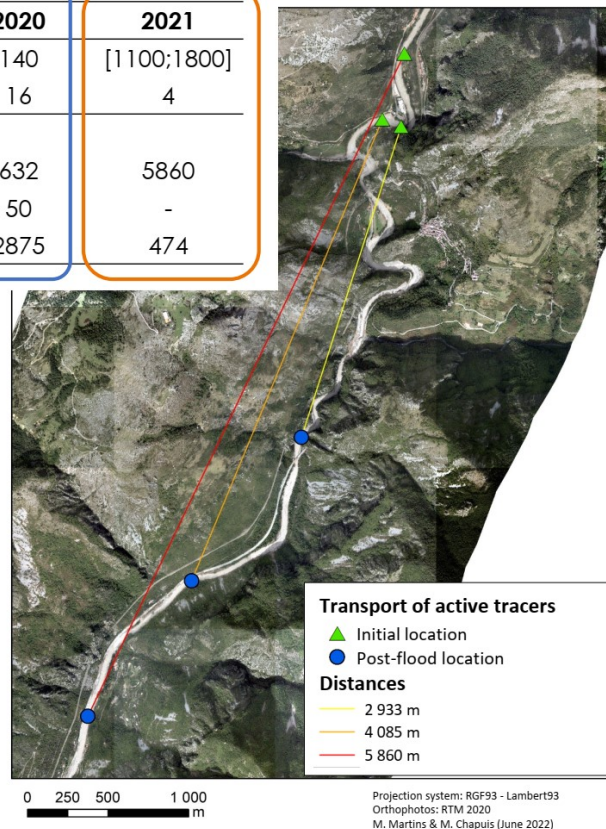 2020 2021
140 [1100;1800]
16 4
632 5860
50 -
2875 474
Transport of active tracers
Initial location
Post-flood location
Distances
2 933 m
4 085 m
5 860 m
0 250 500 1 000
m
Projection system: RGF93 - Lambert93
Orthophotos: RTM 2020
M. Martins & M. Chapuis (June 2022)